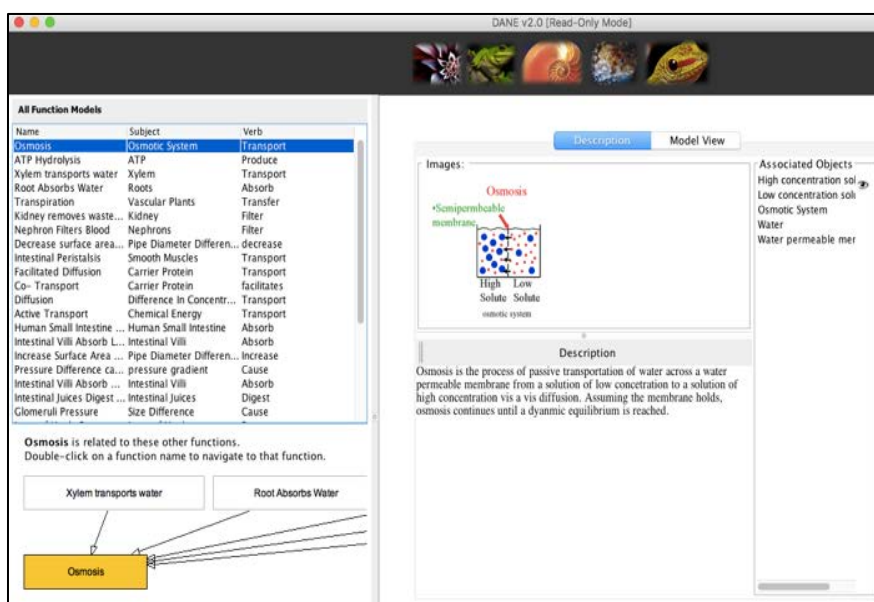 DANE v2.0 [Read-Only Mode]
All Function Models
Name Subject Verb
Osmosis Osmotic System Transport
ATP Hydrolysis ATP Produce
Xylem transports water Xylem Transport
Root Absorbs Water Roots Absorb
Transpiration Vascular Plants Transfer
Kidney removes waste... Kidney Filter
Nephron Filters Blood Nephrons Filter
Decrease surface area... Pipe Diameter Differen... decrease
Intestinal Peristalsis Smooth Muscles Transport
Facilitated Diffusion Carrier Protein Transport
Co- Transport Carrier Protein facilitates
Diffusion Difference In Concentr... Transport
Active Transport Chemical Energy Transport
Human Small Intestine ... Human Small Intestine Absorb
Intestinal Villi Absorb L... Intestinal Villi Absorb
Increase Surface Area ... Pipe Diameter Differen... Increase
Pressure Difference ca... pressure gradient Cause
Intestinal Villi Absorb ... Intestinal Villi Absorb
Intestinal Juices Digest ... Intestinal Juices Digest
Glomeruli Pressure Size Difference Cause
Osmosis is related to these other functions.
Double-click on a function name to navigate to that function.
Xylem transports water
Root Absorbs Water
Osmosis
Description Model View
Images:
Osmosis
•Semipermbeable
membrane
High Low
Solute Solute
osmotic system
Description
Osmosis is the process of passive transportation of water across a water
permeable membrane from a solution of low concetration to a solution of
high concentration vis a vis diffusion. Assuming the membrane holds,
osmosis continues until a dyanmic equilibrium is reached.
Associated Objects
High concentration sol
Low concentration solu
Osmotic System
Water
Water permeable mer